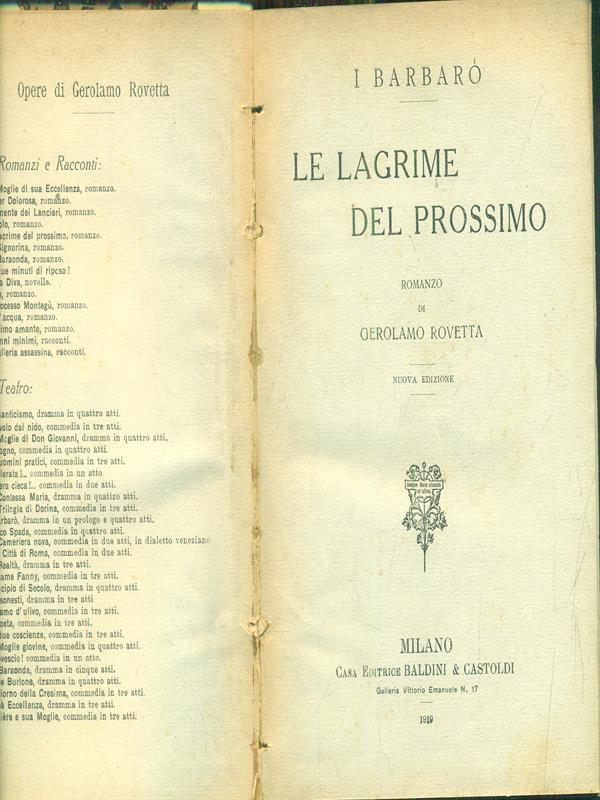 Opere di Gerolamo Rovetta
Romanzi e Racconti:
Moglie di sua Eccellenza, romanzo.
er Dolorosa, romanzo.
nente dei Lancieri, romanzo.
olo, romanzo.
acrime del prossimo, romanzo.
Signorina, romanzo.
Baraonda, romanzo.
ue minuti di riposo!
a Diva, novelle.
, romanzo.
ocesso Montegù, romanzo.
'acqua, romanzo.
imo amante, romanzo.
nni minimi, racconti.
lleria assassina, racconti.
Teatro:
anticismo, dramma in quattro atti.
volo dal nido, commedia in tre atti.
Moglie di Don Giovanni, dramma in quattro atti.
ogno, commedia in quattro atti.
uomini pratici, commedia in tre atti.
llerata!... commedia in un atto.
era cieca!... commedia in due atti.
Contessa Maria, dramma in quattro atti.
Trilogia di Dorina, commedia in tre atti.
arbarò, dramma in un prologo e quattro atti.
co Spada, commedia in quattro atti.
Cameriera nova, commedia in due atti, in dialetto veneziano
Città di Roma, commedia in due atti.
Realtà, dramma in tre atti.
ame Fanny, commedia in tre atti.
cipio di Secolo, dramma in quattro atti.
isonesti, dramma in tre atti
amo d'ulivo, commedia in tre atti.
oeta, commedia in tre atti.
due coscienze, commedia in tre atti.
Moglie giovine, commedia in quattro atti.
vescio! commedia in un atto.
Baraonda, dramma in cinque atti.
e Burlone, dramma in quattro atti.
iorno della Cresima, commedia in tre atti.
à Eccellenza, dramma in tre atti.
ière e sua Moglie, commedia in tre atti.
I BARBARÒ
LE LAGRIME
DEL PROSSIMO
ROMANZO
DI
GEROLAMO ROVETTA
NUOVA EDIZIONE
MILANO
CASA EDITRICE BALDINI & CASTOLDI
Galleria Vittorio Emanuele N. 17
1919